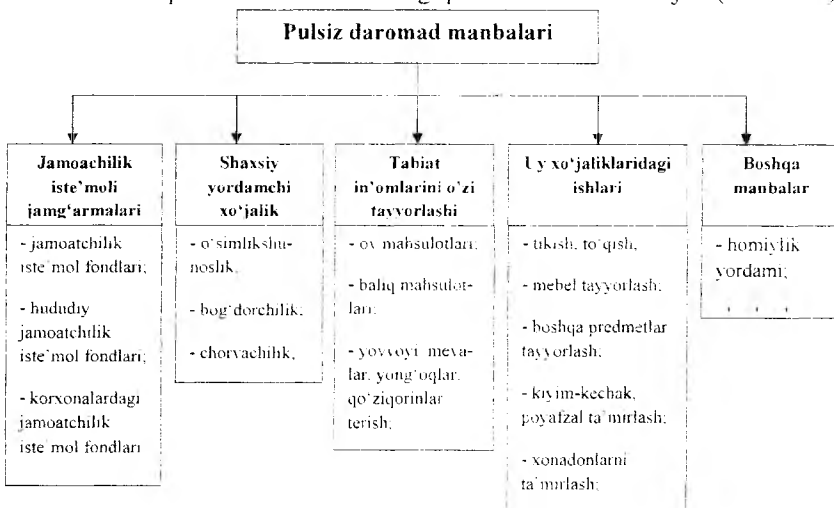 Pulsiz daromad manbalari
Jamoachilik
iste'moli
jamg'armalari
- jamoatchilik
iste'mol fondlari;
- hududiy
jamoatchilik
iste'mol fondlari;
- korxonalardagi
jamoatchilik
iste'mol fondlari
Shaxsiy
yordamchi
xo'jalik
- o'simlikshu-
noslik,
- bog'dorchilik;
- chorvachilik,
Tabiat
in'omlarini o'zi
tayyorlashi
- ov mahsulotlari;
- baliq mahsulot-
lari;
- yovvoyi meva-
lar, yong'oqlar,
qo'ziqorinlar
terish;
Uy xo'jaliklaridagi
ishlari
- tikish, to'qish,
- mebel tayyorlash;
- boshqa predmetlar
tayyorlash;
- kiyim-kechak,
poyafzal ta'mirlash;
- xonadonlarni
ta'mirlash;
Boshqa
manbalar
- homiylik
yordami;